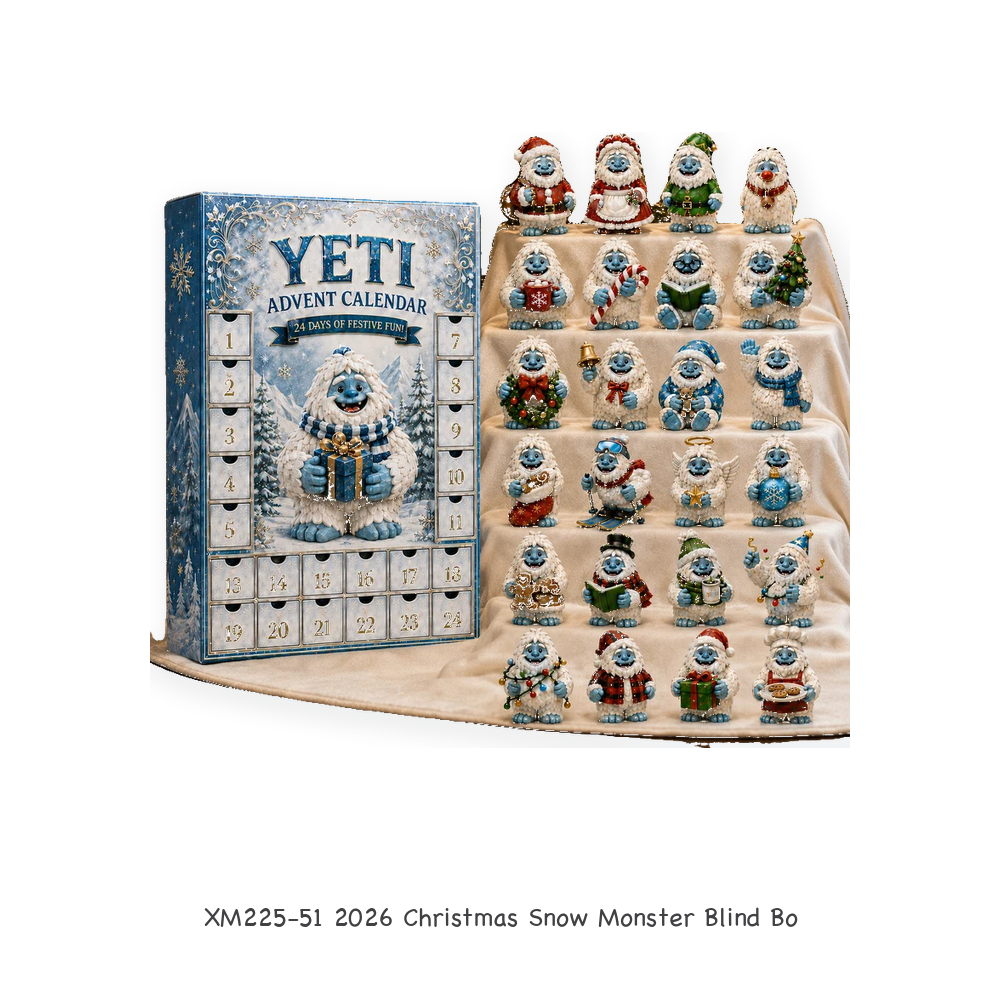 YETI
ADVENT CALENDAR
24 DAYS OF FESTIVE FUN!
1
7
2
8
3
9
4
10
5
11
13 14 15 16 17 18
19 20 21 22 23 24
XM225-51 2026 Christmas Snow Monster Blind Bo